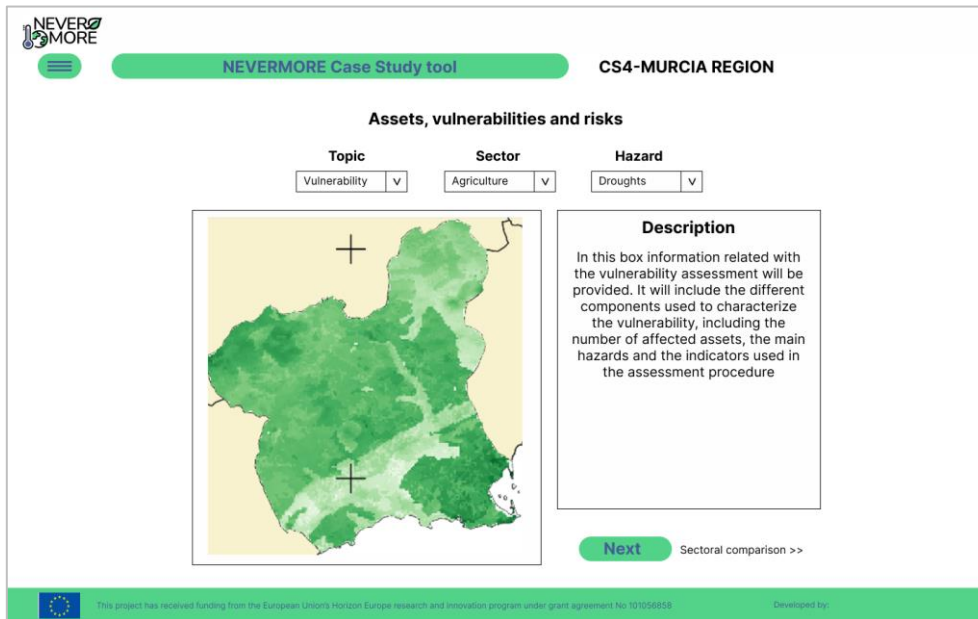 NEVER
MORE
NEVERMORE Case Study tool
CS4-MURCIA REGION
Assets, vulnerabilities and risks
Topic
Sector
Hazard
Vulnerability
Agriculture
Droughts
Description
In this box information related with
the vulnerability assessment will be
provided. It will include the different
components used to characterize
the vulnerability, including the
number of affected assets, the main
hazards and the indicators used in
the assessment procedure
Next
Sectoral comparison >>
This project has received funding from the European Union's Horizon Europe research and innovation program under grant agreement No 101056858
Developed by: